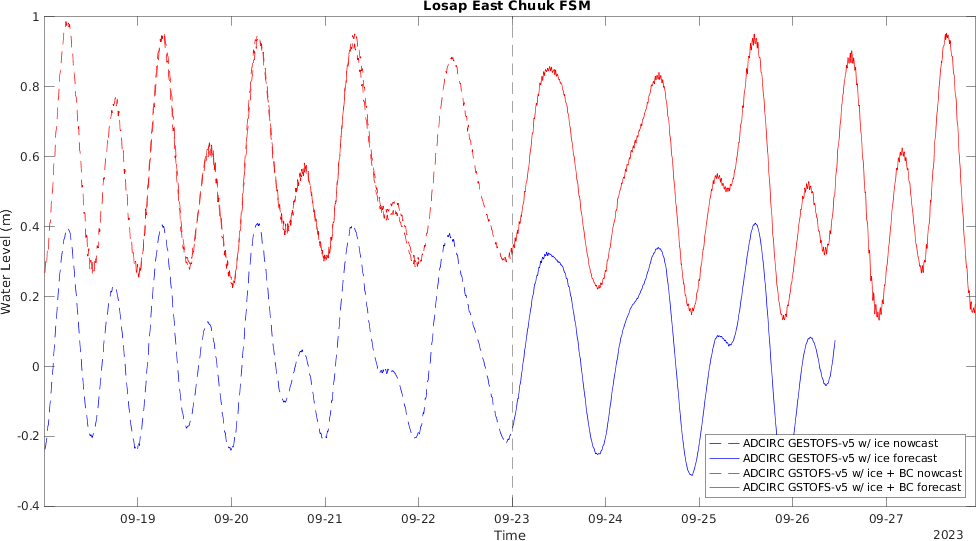 Losap East Chuuk FSM
1
0.8
0.6
0.4
0.2
0
-0.2
-0.4
Water Level (m)
ADCIRC GESTOFS-v5 w/ ice nowcast
ADCIRC GESTOFS-v5 w/ ice forecast
ADCIRC GSTOFS-v5 w/ ice + BC nowcast
ADCIRC GSTOFS-v5 w/ ice + BC forecast
09-19 09-20 09-21 09-22 09-23 09-24 09-25 09-26 09-27
Time
2023